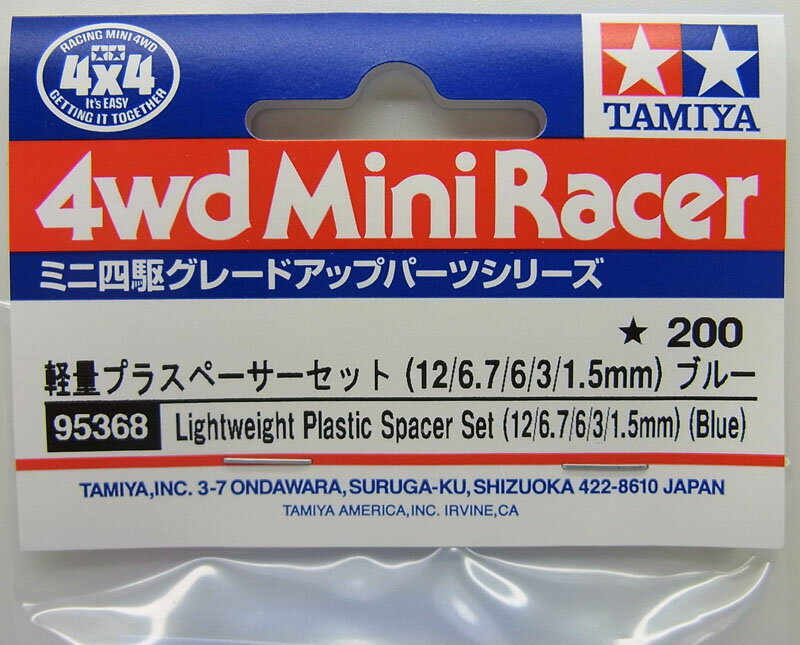 RACING MINI 4WD
4x4
It's EASY
GETTING IT TOGETHER
TAMIYA
4wd Mini Racer
ミニ四駆グレードアップパーツシリーズ
★ 200
軽量プラスペーサーセット (12/6.7/6/3/1.5mm) ブルー
95368 Lightweight Plastic Spacer Set (12/6.7/6/3/1.5mm) (Blue)
TAMIYA,INC. 3-7 ONDAWARA,SURUGA-KU,SHIZUOKA 422-8610 JAPAN
TAMIYA AMERICA,INC. IRVINE,CA